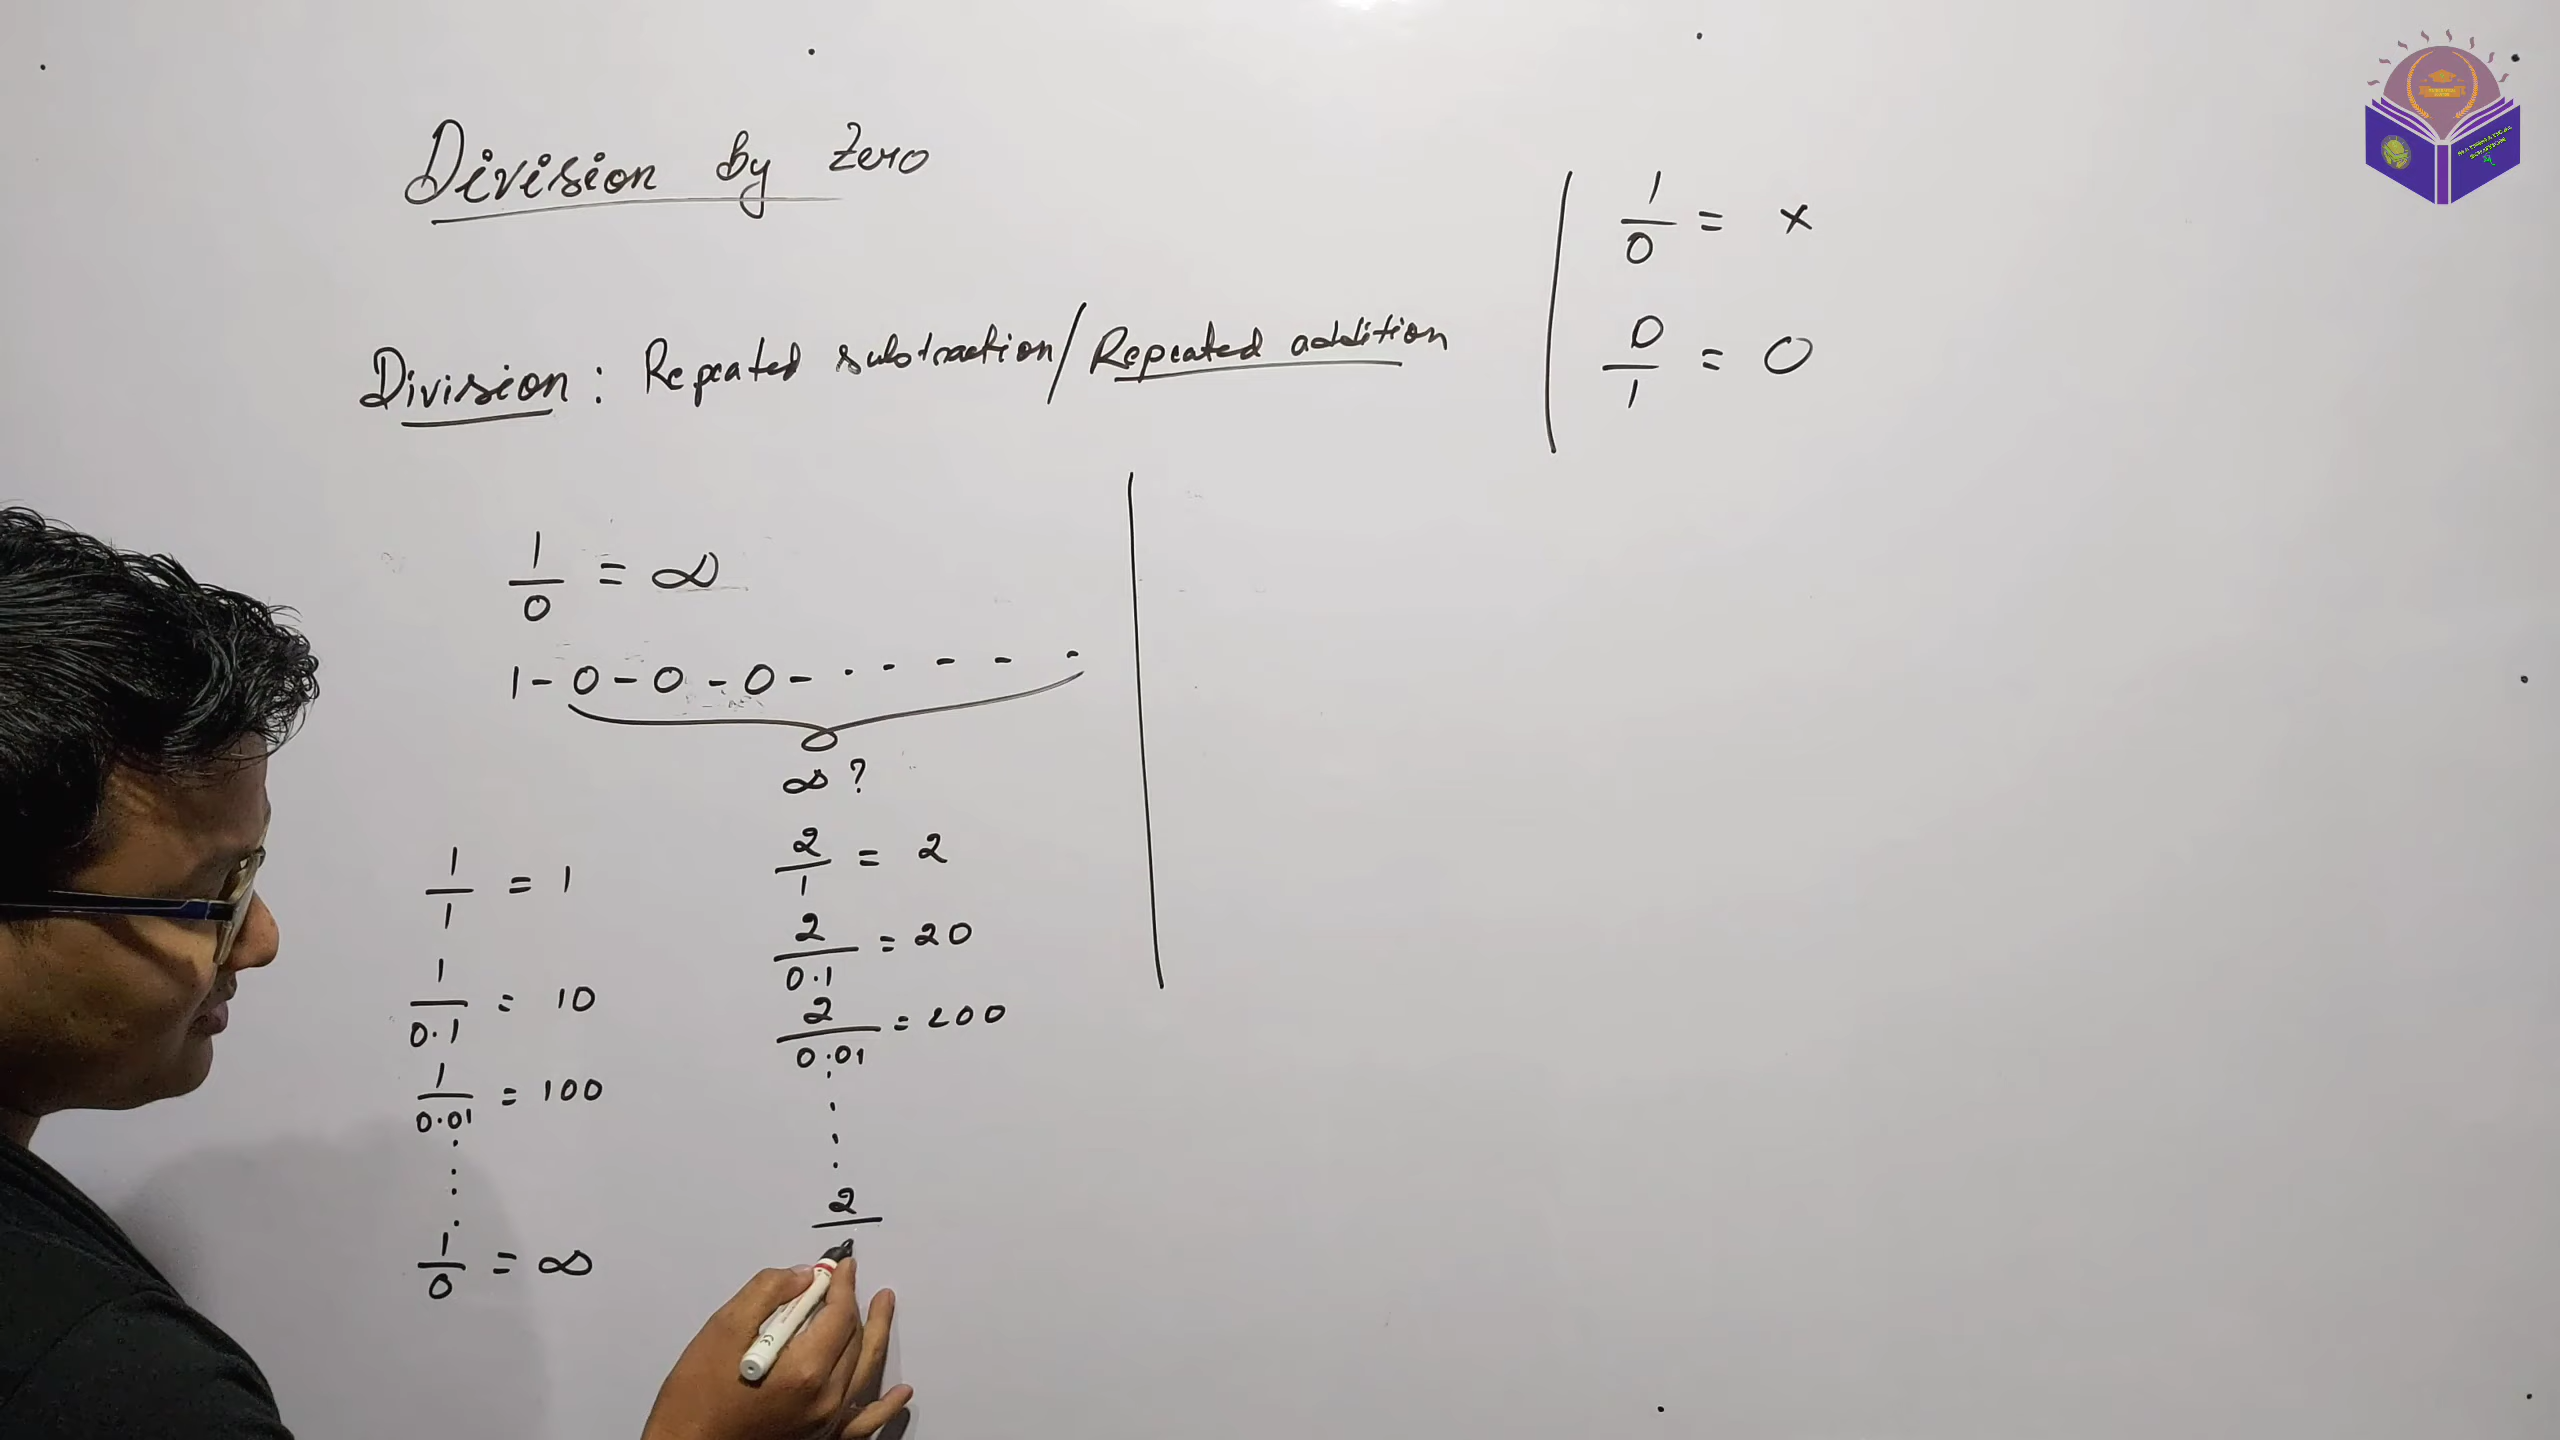 Division by Zero
Division : Repeated subtraction / Repeated addition
1/0 = x
0/1 = 0
1/0 = ∞
1 - 0 - 0 - 0 - . - - - -
∞ ?
1/1 = 1
1/0.1 = 10
1/0.01 = 100
1/0 = ∞
2/1 = 2
2/0.1 = 20
2/0.01 = 200
2/